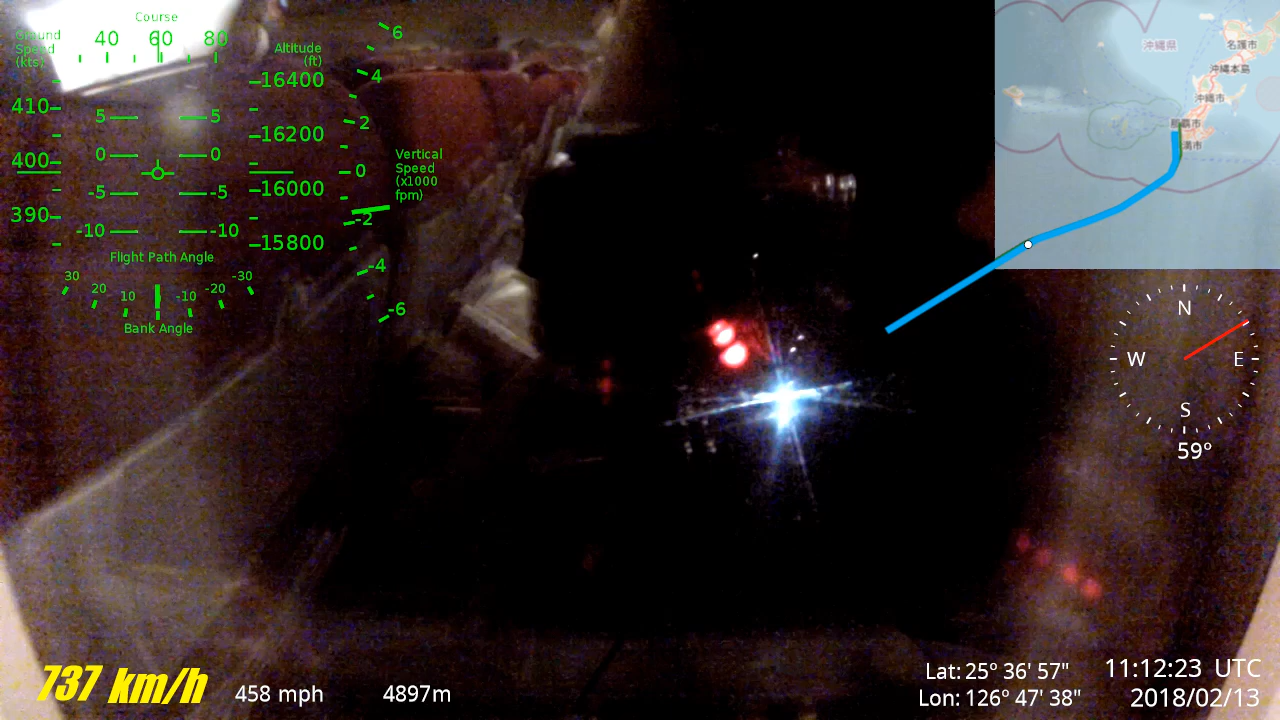 Course
Ground
Speed
(kts)
40 60 80
Altitude
(ft)
410
400
390
5 5
0 0
-5 -5
-10 -10
16400
16200
16000
15800
6
4
2
0
-2
-4
-6
Vertical
Speed
(x1000
fpm)
Flight Path Angle
30 20 10 -10 -20 -30
Bank Angle
沖縄県
名護市
沖縄本島
沖縄市
那覇市
満市
N
W E
S
59°
737 km/h
458 mph
4897m
Lat: 25° 36' 57"
Lon: 126° 47' 38"
11:12:23 UTC
2018/02/13